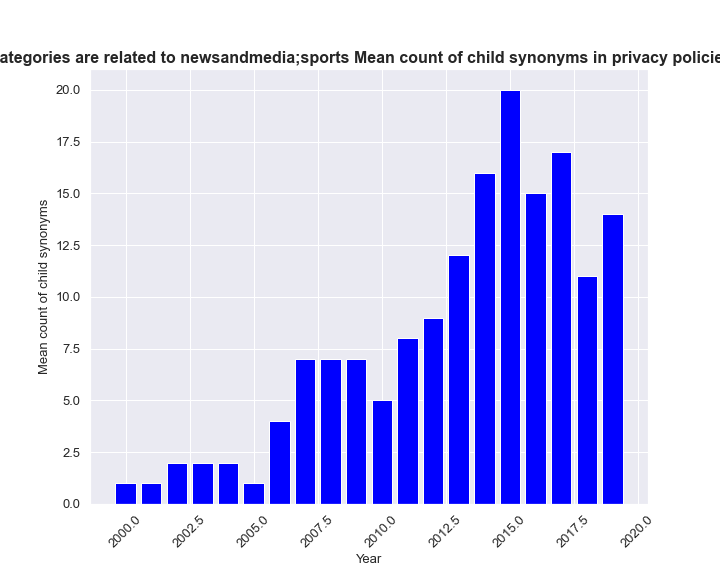 ategories are related to newsandmedia;sports Mean count of child synonyms in privacy policie
20.0
17.5
15.0
12.5
10.0
7.5
5.0
2.5
0.0
Mean count of child synonyms
2000.0 2002.5 2005.0 2007.5 2010.0 2012.5 2015.0 2017.5 2020.0
Year